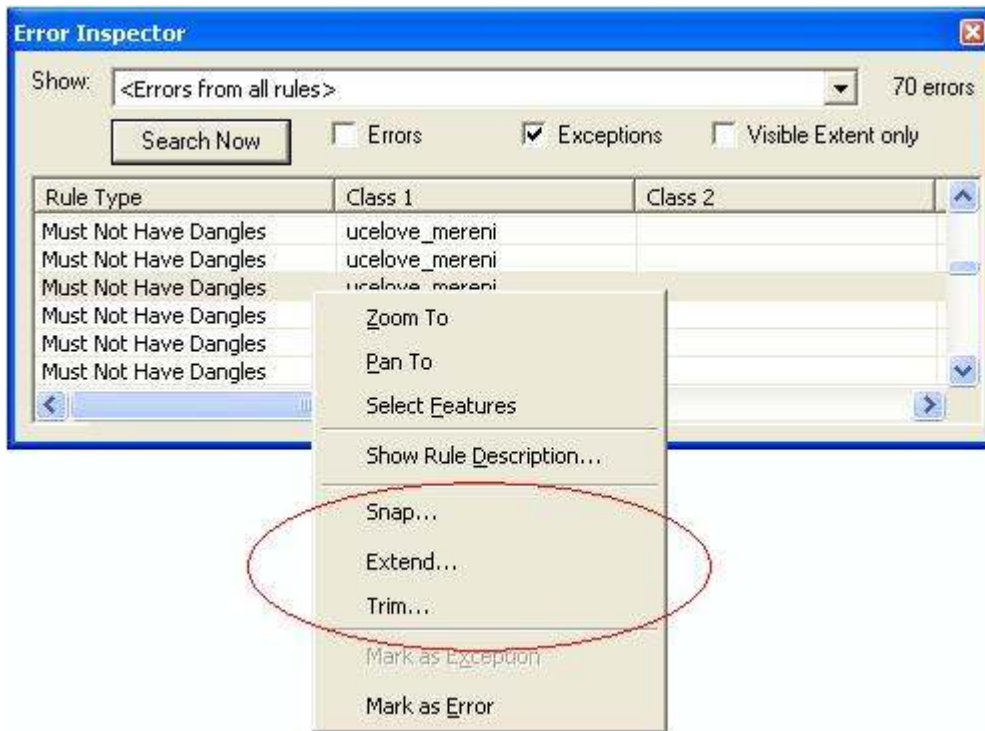 Error Inspector
Show: <Errors from all rules> 70 errors
Search Now Errors Exceptions Visible Extent only
Rule Type Class 1 Class 2
Must Not Have Dangles ucelove_mereni
Must Not Have Dangles ucelove_mereni
Must Not Have Dangles ucelove_mereni
Must Not Have Dangles
Must Not Have Dangles
Must Not Have Dangles
Zoom To
Pan To
Select Features
Show Rule Description...
Snap...
Extend...
Trim...
Mark as Exception
Mark as Error